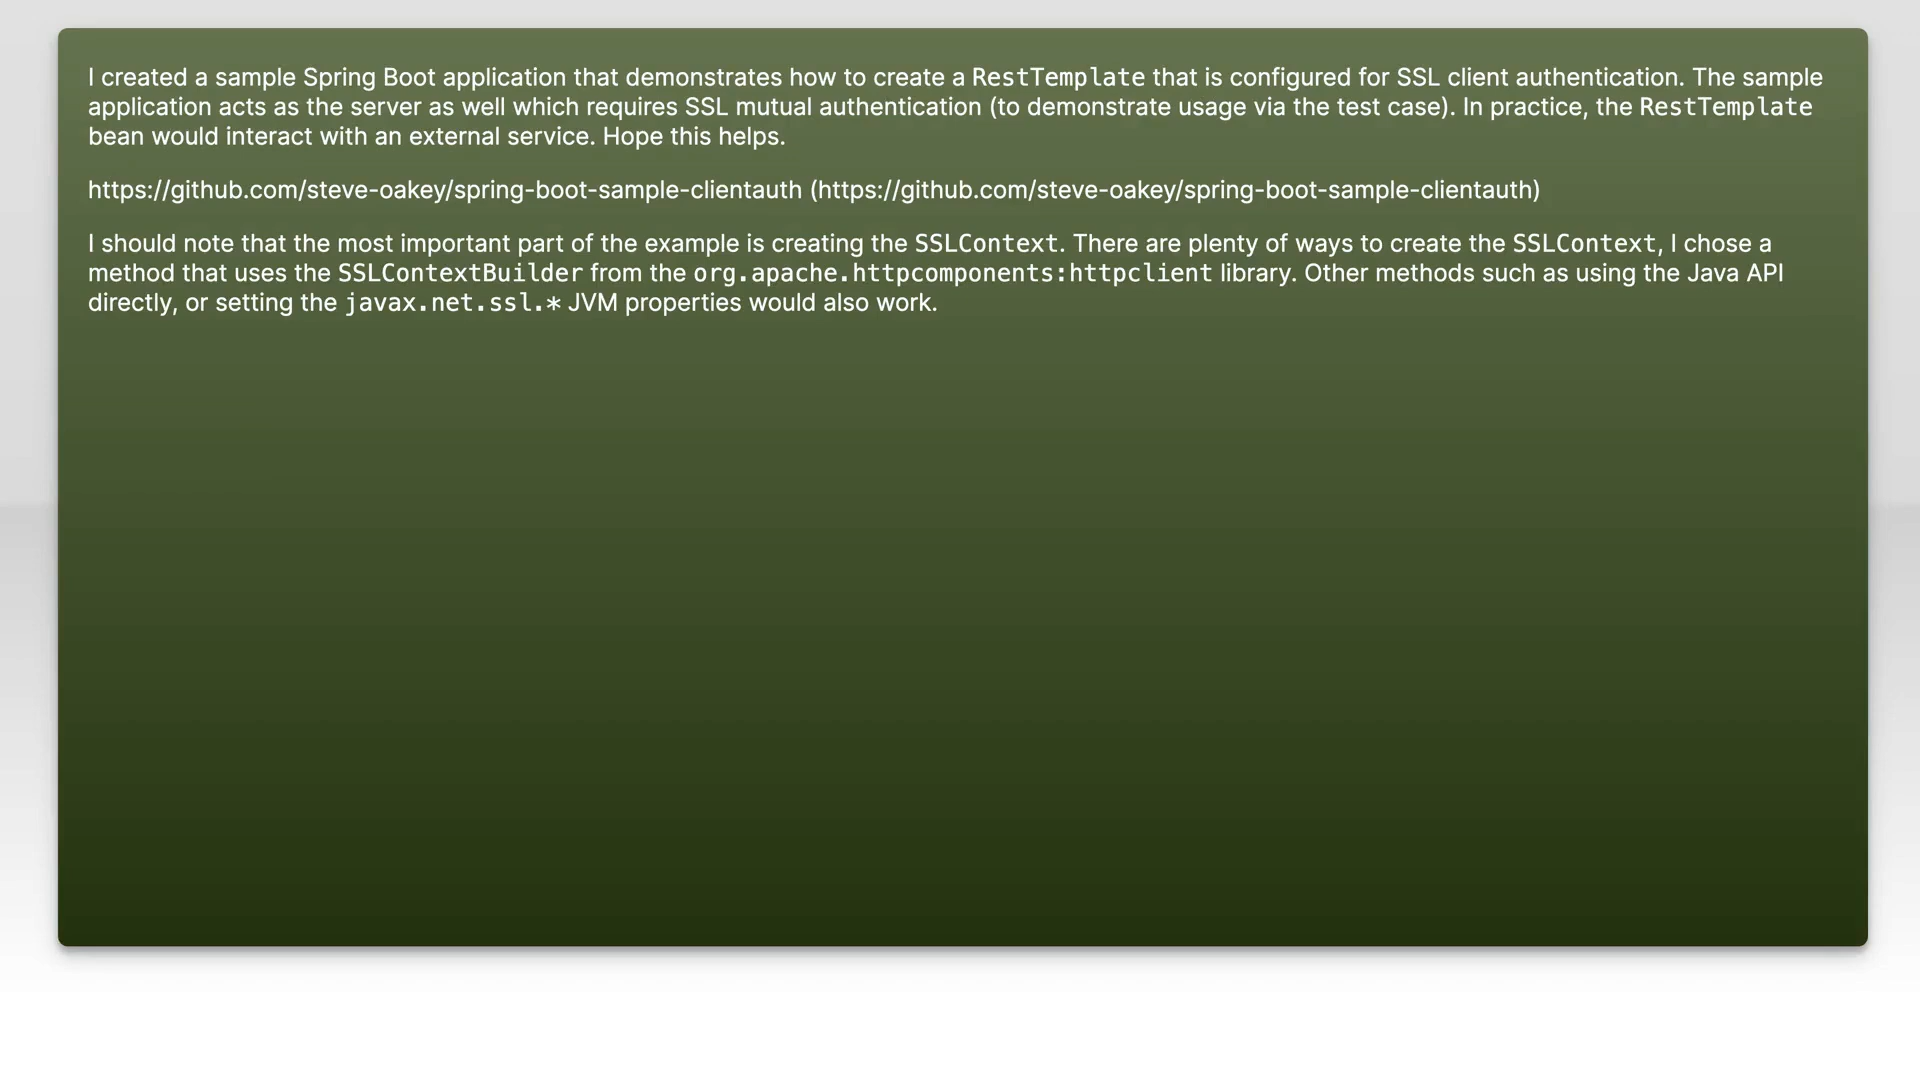 I created a sample Spring Boot application that demonstrates how to create a RestTemplate that is configured for SSL client authentication. The sample
application acts as the server as well which requires SSL mutual authentication (to demonstrate usage via the test case). In practice, the RestTemplate
bean would interact with an external service. Hope this helps.
https://github.com/steve-oakey/spring-boot-sample-clientauth (https://github.com/steve-oakey/spring-boot-sample-clientauth)
I should note that the most important part of the example is creating the SSLContext. There are plenty of ways to create the SSLContext, I chose a
method that uses the SSLContextBuilder from the org.apache.httpcomponents:httpclient library. Other methods such as using the Java API
directly, or setting the javax.net.ssl.* JVM properties would also work.